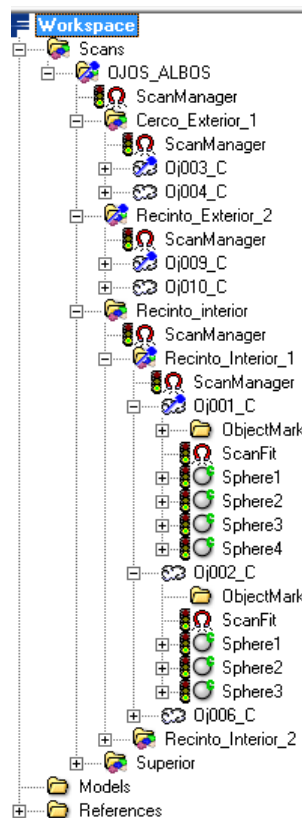 Workspace
Scans
OJOS_ALBOS
ScanManager
Cerco_Exterior_1
ScanManager
Oj003_C
Oj004_C
Recinto_Exterior_2
ScanManager
Oj009_C
Oj010_C
Recinto_interior
ScanManager
Recinto_Interior_1
ScanManager
Oj001_C
ObjectMark
ScanFit
Sphere1
Sphere2
Sphere3
Sphere4
Oj002_C
ObjectMark
ScanFit
Sphere1
Sphere2
Sphere3
Oj006_C
Recinto_Interior_2
Superior
Models
References